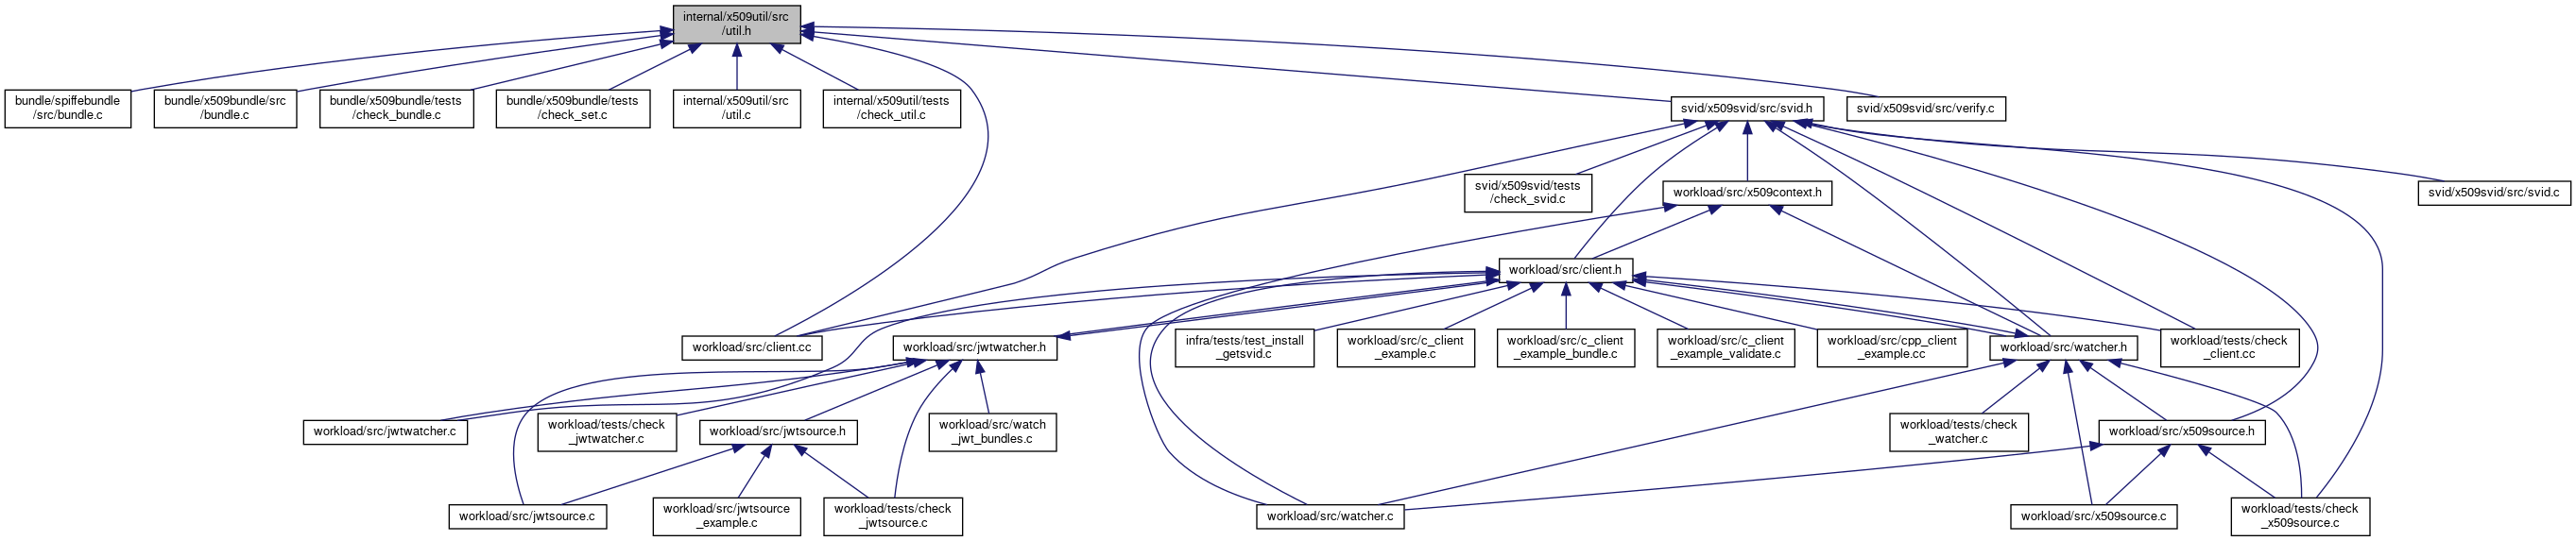 internal/x509util/src
/util.h
bundle/spiffebundle
/src/bundle.c
bundle/x509bundle/src
/bundle.c
bundle/x509bundle/tests
/check_bundle.c
bundle/x509bundle/tests
/check_set.c
internal/x509util/src
/util.c
internal/x509util/tests
/check_util.c
svid/x509svid/src/svid.h
svid/x509svid/src/verify.c
svid/x509svid/tests
/check_svid.c
workload/src/x509context.h
svid/x509svid/src/svid.c
workload/src/client.h
workload/src/client.cc
workload/src/jwtwatcher.h
infra/tests/test_install
_getsvid.c
workload/src/c_client
_example.c
workload/src/c_client
_example_bundle.c
workload/src/c_client
_example_validate.c
workload/src/cpp_client
_example.cc
workload/src/watcher.h
workload/tests/check
_client.cc
workload/src/jwtwatcher.c
workload/tests/check
_jwtwatcher.c
workload/src/jwtsource.h
workload/src/watch
_jwt_bundles.c
workload/tests/check
_watcher.c
workload/src/x509source.h
workload/src/jwtsource.c
workload/src/jwtsource
_example.c
workload/tests/check
_jwtsource.c
workload/src/watcher.c
workload/src/x509source.c
workload/tests/check
_x509source.c